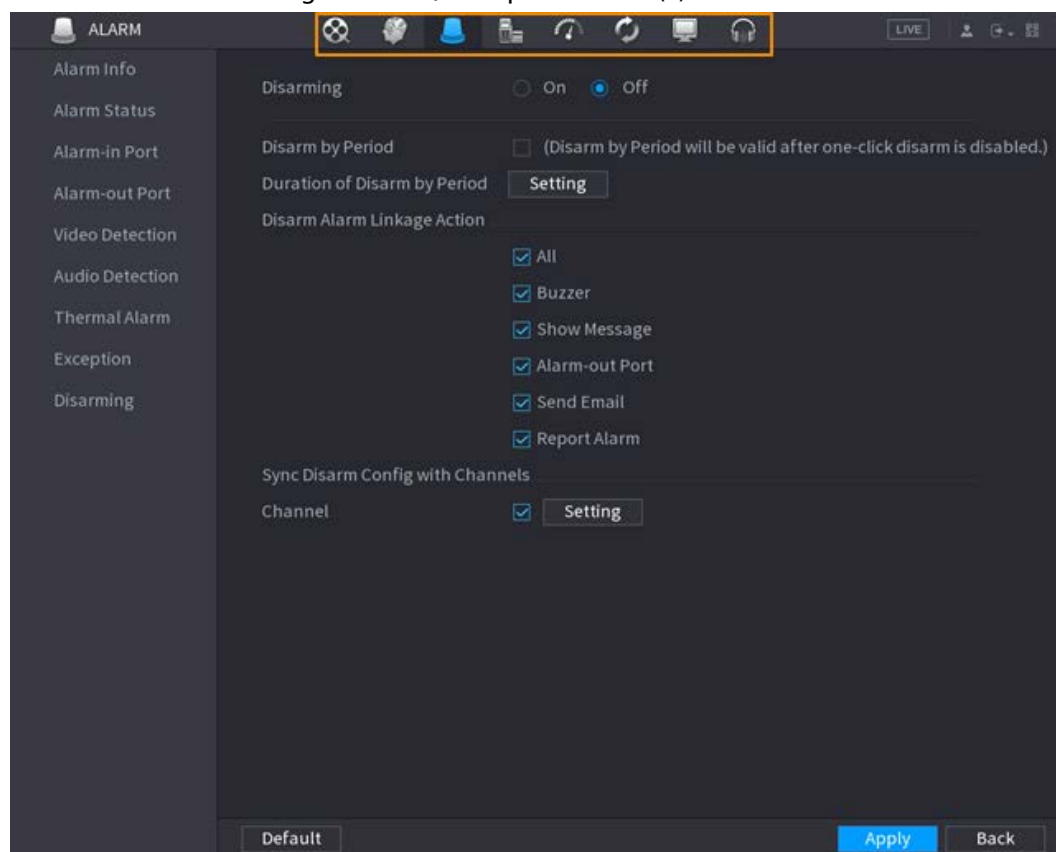 ALARM
LIVE
Alarm Info
Alarm Status
Alarm-in Port
Alarm-out Port
Video Detection
Audio Detection
Thermal Alarm
Exception
Disarming
Disarming On Off
Disarm by Period (Disarm by Period will be valid after one-click disarm is disabled.)
Duration of Disarm by Period Setting
Disarm Alarm Linkage Action
All
Buzzer
Show Message
Alarm-out Port
Send Email
Report Alarm
Sync Disarm Config with Channels
Channel Setting
Default Apply Back